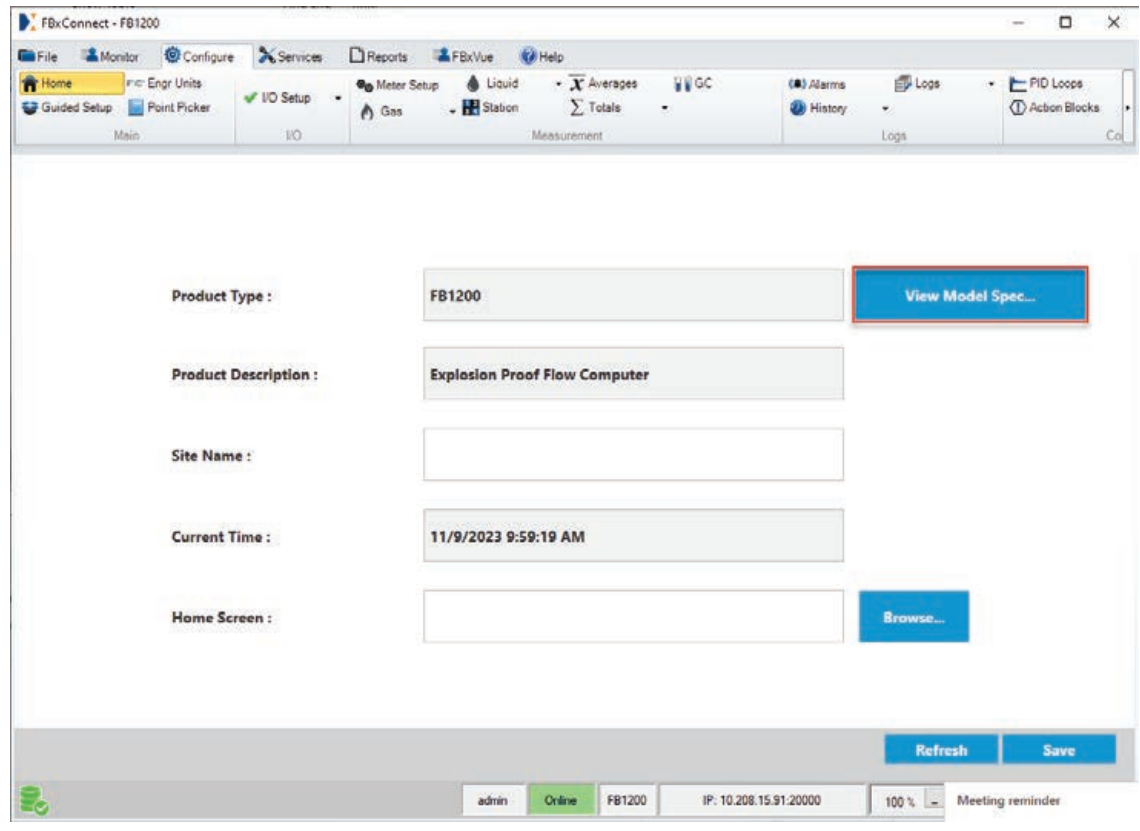 FBxConnect - FB1200
File Monitor Configure Services Reports FBxVue Help
Home Engr Units I/O Setup Meter Setup Liquid Averages GC Alarms Logs PID Loops
Guided Setup Point Picker Gas Station Totals History Action Blocks
Main I/O Measurement Logs Co
Product Type : FB1200 View Model Spec...
Product Description : Explosion Proof Flow Computer
Site Name :
Current Time : 11/9/2023 9:59:19 AM
Home Screen : Browse...
Refresh Save
admin Online FB1200 IP: 10.208.15.91:20000 100 % - Meeting reminder